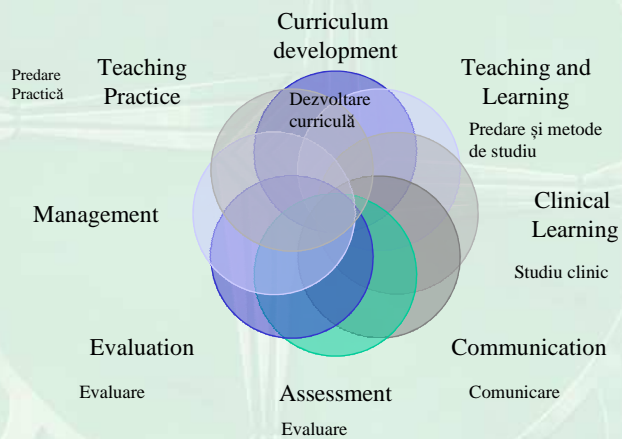 Curriculum
development
Teaching
Practice
Predare
Practică
Dezvoltare
curriculă
Teaching and
Learning
Predare și metode
de studiu
Management
Clinical
Learning
Studiu clinic
Evaluation
Evaluare
Assessment
Evaluare
Communication
Comunicare